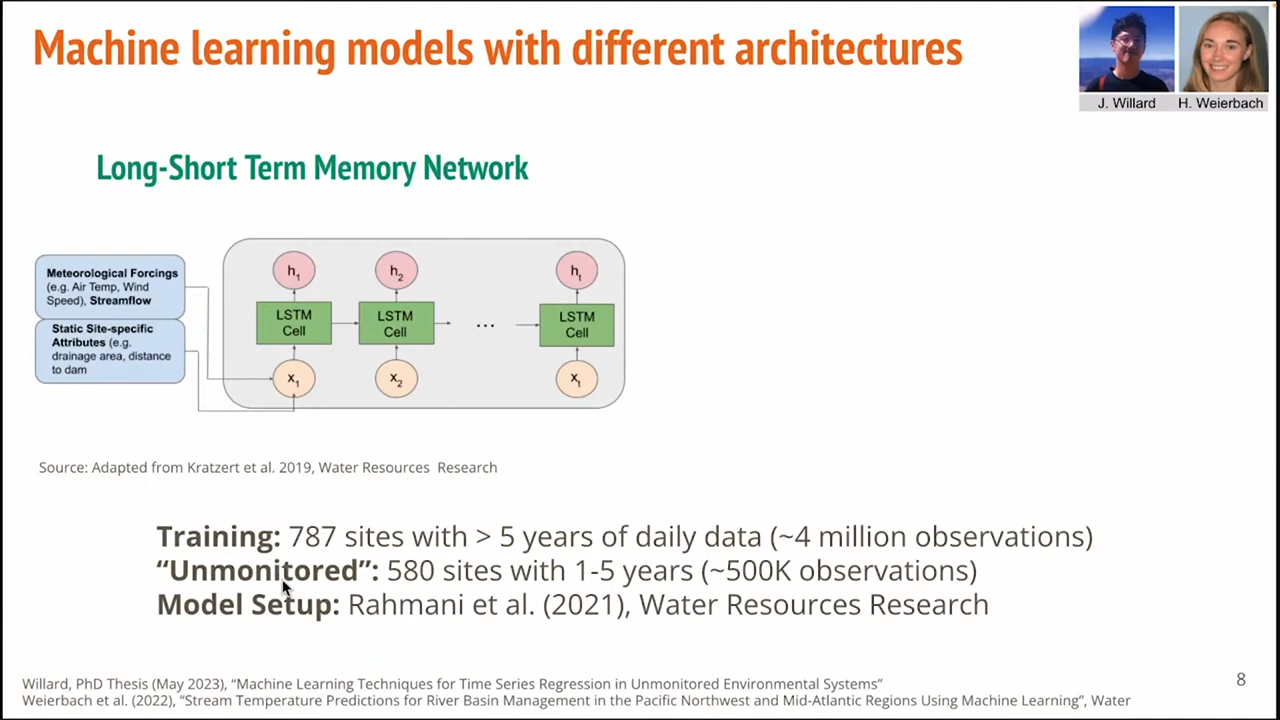 Machine learning models with different architectures
J. Willard
H. Weierbach
Long-Short Term Memory Network
Meteorological Forcings
(e.g. Air Temp, Wind
Speed), Streamflow
Static Site-specific
Attributes (e.g.
drainage area, distance
to dam
h1
h2
ht
LSTM
Cell
LSTM
Cell
...
LSTM
Cell
x1
x2
xt
Source: Adapted from Kratzert et al. 2019, Water Resources Research
Training: 787 sites with > 5 years of daily data (~4 million observations)
“Unmonitored”: 580 sites with 1-5 years (~500K observations)
Model Setup: Rahmani et al. (2021), Water Resources Research
Willard, PhD Thesis (May 2023), “Machine Learning Techniques for Time Series Regression in Unmonitored Environmental Systems”
Weierbach et al. (2022), “Stream Temperature Predictions for River Basin Management in the Pacific Northwest and Mid-Atlantic Regions Using Machine Learning“, Water
8